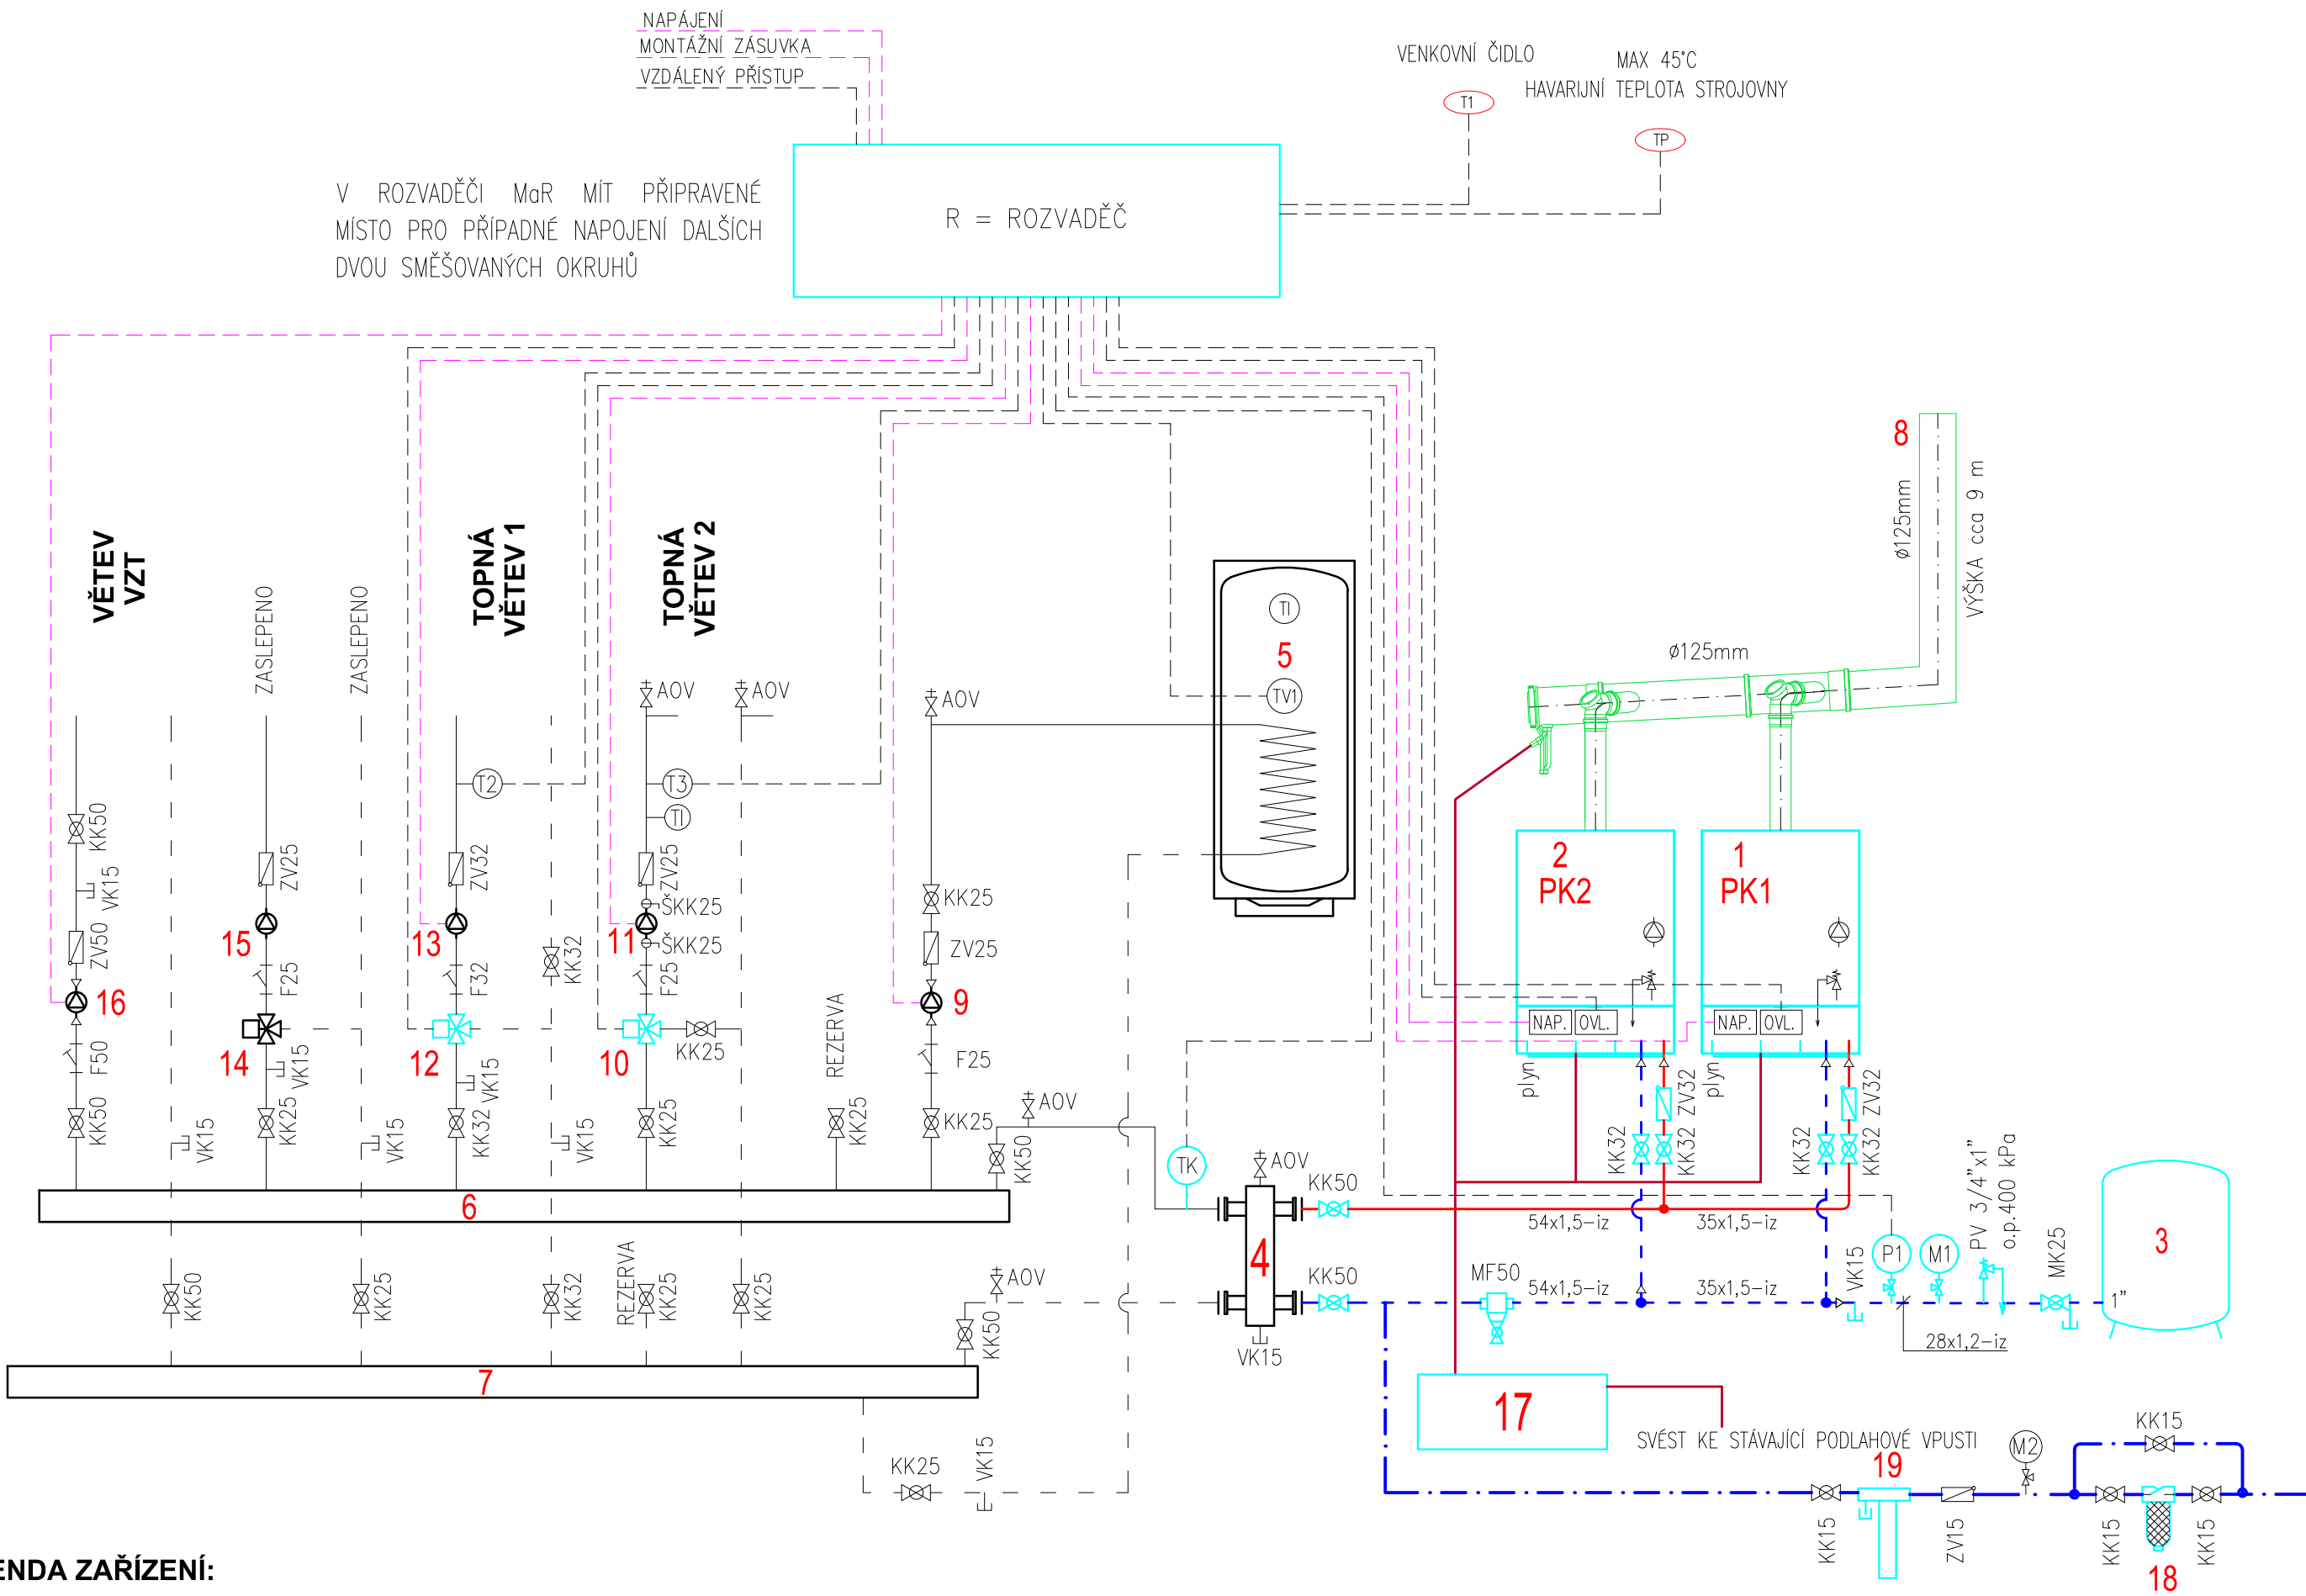 NAPÁJENÍ
MONTÁŽNÍ ZÁSUVKA
VZDÁLENÝ PŘÍSTUP
VENKOVNÍ ČIDLO
MAX 45°C
HAVARIJNÍ TEPLOTA STROJOVNY
T1
TP
V ROZVADĚČI MaR MÍT PŘIPRAVENÉ
MÍSTO PRO PŘÍPADNÉ NAPOJENÍ DALŠÍCH
DVOU SMĚŠOVANÝCH OKRUHŮ
R = ROZVADĚČ
8
ø125mm
VÝŠKA cca 9 m
VĚTEV
VZT
ZASLEPENO
ZASLEPENO
TOPNÁ
VĚTEV 1
TOPNÁ
VĚTEV 2
TI
5
TV1
ø125mm
AOV
AOV
AOV
T2
T3
TI
KK50
VK15
ZV50
16
F50
KK50
VK15
ZV25
15
F25
14
VK15
KK25
VK15
ZV32
13
F32
12
VK15
KK32
KK32
VK15
ZV25
ŠKK25
11
ŠKK25
F25
10
KK25
KK25
REZERVA
KK25
KK25
ZV25
9
F25
KK25
2
PK2
1
PK1
NAP.
OVL.
NAP.
OVL.
plyn
plyn
KK32
KK32 ZV32
KK32
KK32 ZV32
AOV
KK50
TK
AOV
KK50
6
4
54x1,5-iz
35x1,5-iz
VK15
P1
M1
PV 3/4"x1"
o.p.400 kPa
MK25
3
1"
KK50
KK25
KK32
REZERVA
KK25
KK25
AOV
KK50
KK50
MF50
54x1,5-iz
35x1,5-iz
28x1,2-iz
VK15
7
17
SVÉST KE STÁVAJÍCÍ PODLAHOVÉ VPUSTI
KK25
VK15
M2
KK15
19
KK15
ZV15
KK15
KK15
18
ENDA ZAŘÍZENÍ: